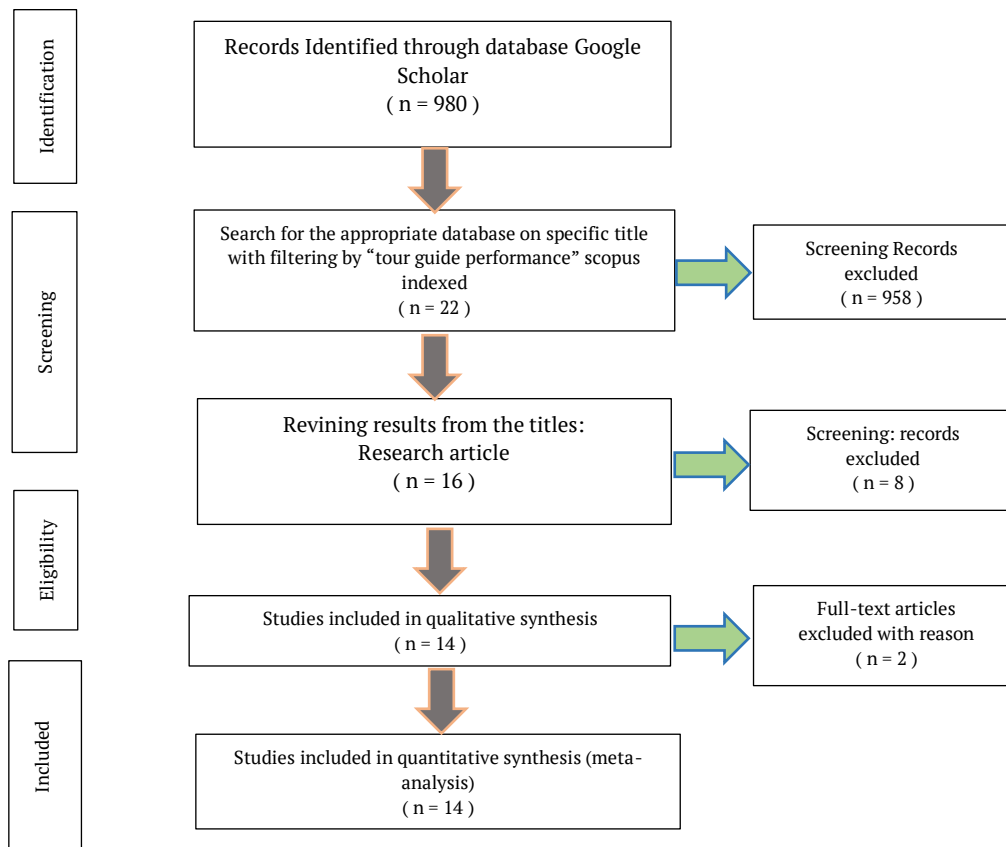 Identification
Records Identified through database Google
Scholar
( n = 980 )
Screening
Search for the appropriate database on specific title
with filtering by “tour guide performance” scopus
indexed
( n = 22 )
Screening Records
excluded
( n = 958 )
Revining results from the titles:
Research article
( n = 16 )
Screening: records
excluded
( n = 8 )
Eligibility
Studies included in qualitative synthesis
( n = 14 )
Full-text articles
excluded with reason
( n = 2 )
Included
Studies included in quantitative synthesis (meta-
analysis)
( n = 14 )